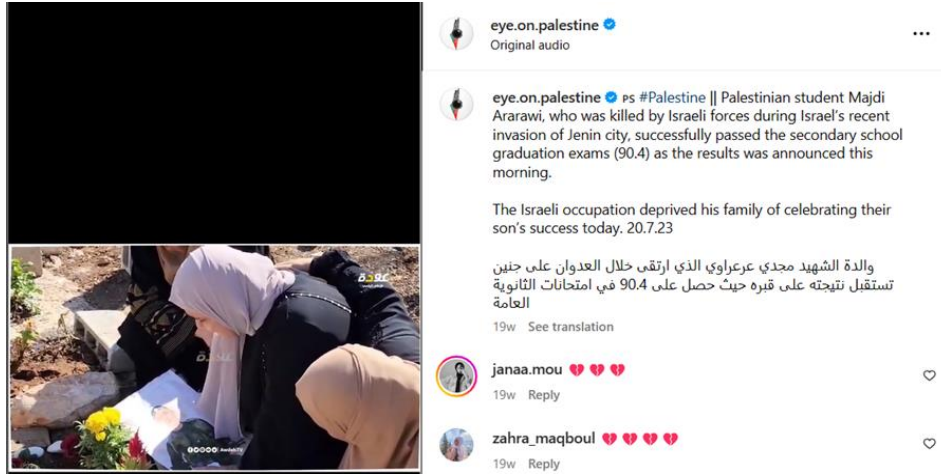 eye.on.palestine
Original audio
eye.on.palestine PS #Palestine || Palestinian student Majdi
Ararawi, who was killed by Israeli forces during Israel's recent
invasion of Jenin city, successfully passed the secondary school
graduation exams (90.4) as the results was announced this
morning.
The Israeli occupation deprived his family of celebrating their
son's success today. 20.7.23
والدة الشهيد مجدي عرعراوي الذي ارتقى خلال العدوان على جنين
تستقبل نتيجته على قبره حيث حصل على 90.4 في امتحانات الثانوية
العامة
19w See translation
janaa.mou 💔 💔 💔
19w Reply
zahra_maqboul 💔 💔 💔 💔
19w Reply
عودة
عودة